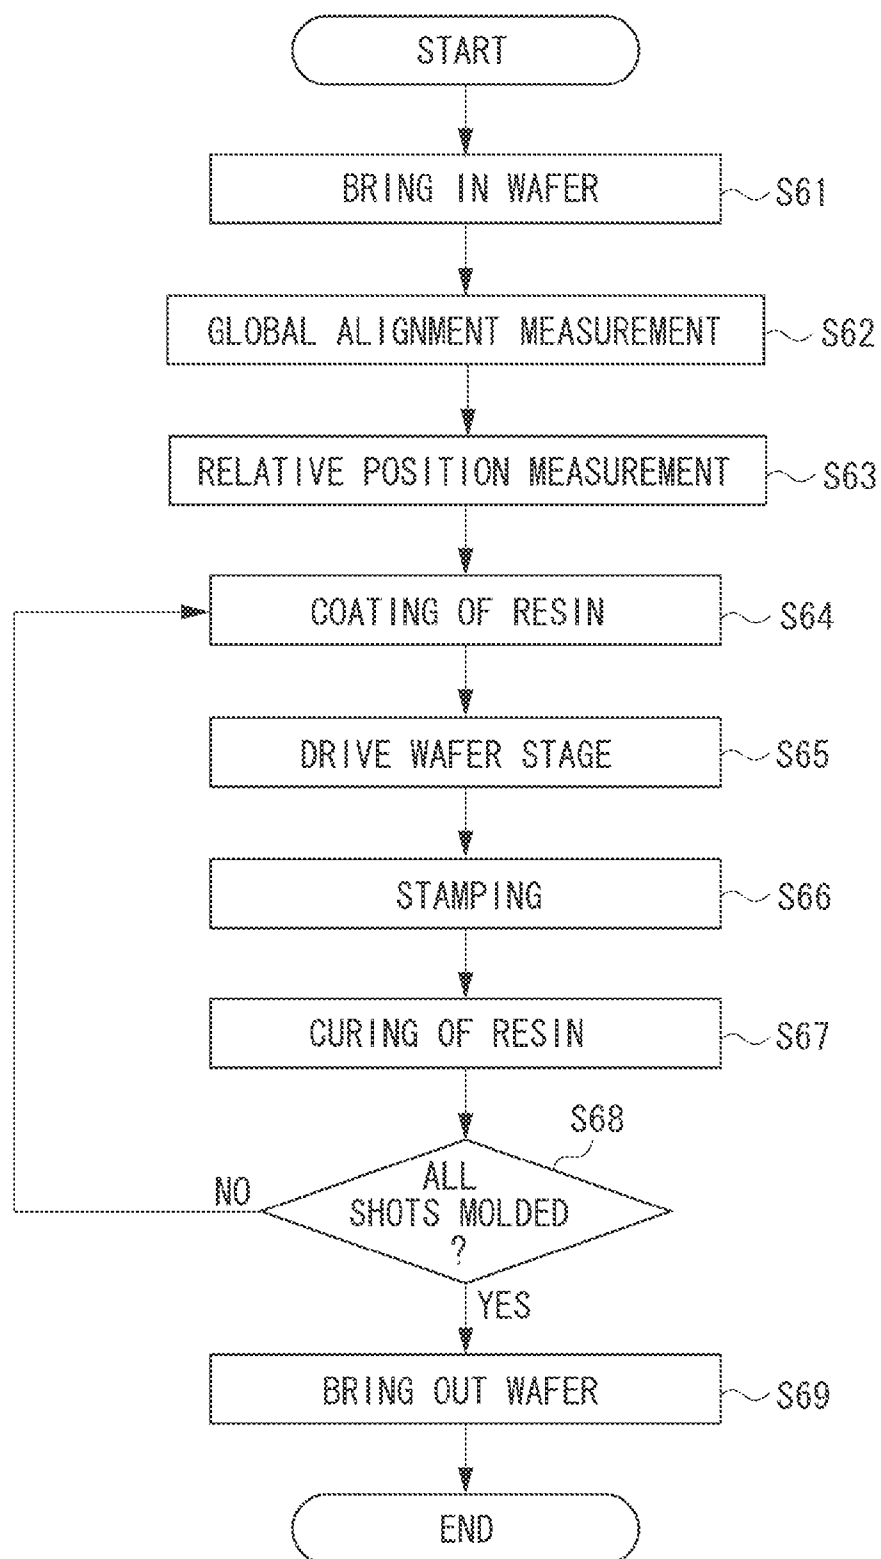 START
BRING IN WAFER
S61
GLOBAL ALIGNMENT MEASUREMENT
S62
RELATIVE POSITION MEASUREMENT
S63
COATING OF RESIN
S64
DRIVE WAFER STAGE
S65
STAMPING
S66
CURING OF RESIN
S67
S68
ALL
SHOTS MOLDED
?
NO
YES
BRING OUT WAFER
S69
END